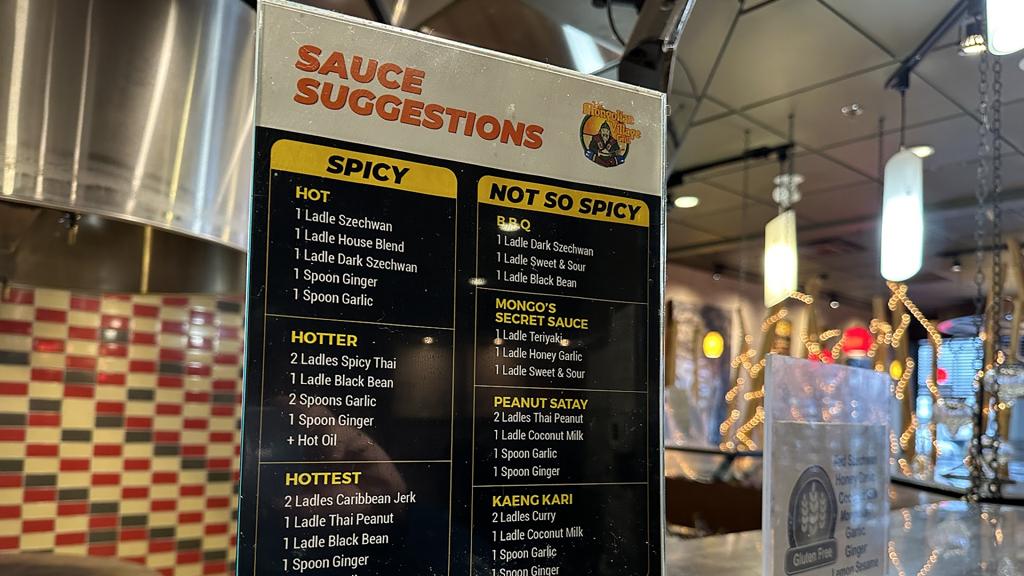 SAUCE
SUGGESTIONS
Mongolian
Village
SPICY
HOT
1 Ladle Szechwan
1 Ladle House Blend
1 Ladle Dark Szechwan
1 Spoon Ginger
1 Spoon Garlic
HOTTER
2 Ladles Spicy Thai
1 Ladle Black Bean
2 Spoons Garlic
1 Spoon Ginger
+ Hot Oil
HOTTEST
2 Ladles Caribbean Jerk
1 Ladle Thai Peanut
1 Ladle Black Bean
1 Spoon Ginger
NOT SO SPICY
B.B.Q
1 Ladle Dark Szechwan
1 Ladle Sweet & Sour
1 Ladle Black Bean
MONGO'S
SECRET SAUCE
1 Ladle Teriyaki
1 Ladle Honey Garlic
1 Ladle Sweet & Sour
PEANUT SATAY
2 Ladles Thai Peanut
1 Ladle Coconut Milk
1 Spoon Garlic
1 Spoon Ginger
KAENG KARI
2 Ladles Curry
1 Ladle Coconut Milk
1 Spoon Garlic
1 Spoon Ginger
Gluten Free
Garlic
Ginger
Lemon Sesame